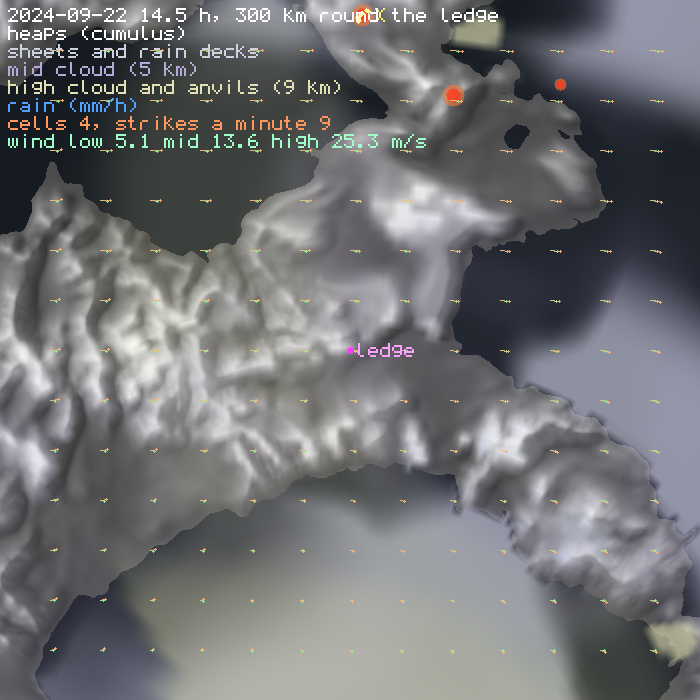 2024-09-22 14.5 h, 300 km round the ledge
heaps (cumulus)
sheets and rain decks
mid cloud (5 km)
high cloud and anvils (9 km)
rain (mm/h)
cells 4, strikes a minute 9
wind low 5.1 mid 13.6 high 25.3 m/s
ledge